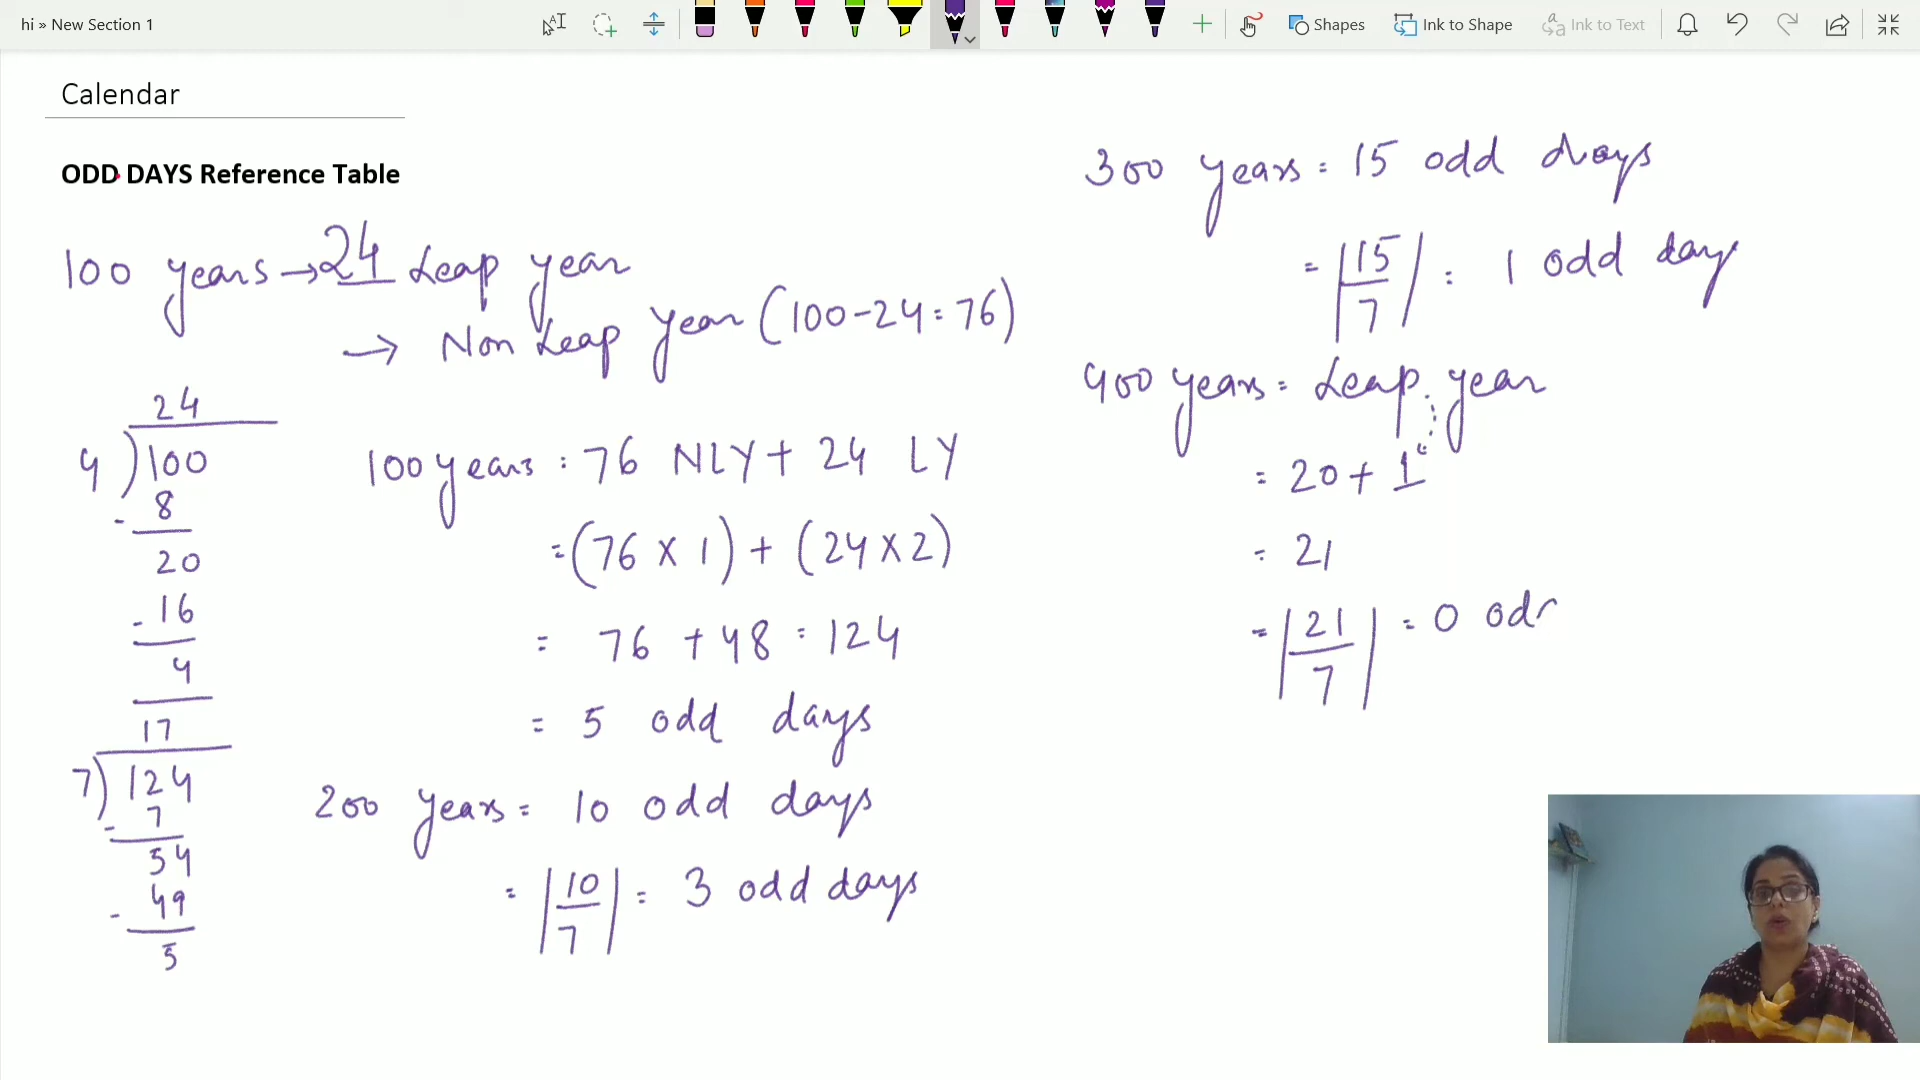 hi » New Section 1
Shapes
Ink to Shape
Ink to Text
Calendar
ODD DAYS Reference Table
100 years → 24 Leap year
→ Non Leap year (100-24=76)
24
4 ) 100
- 8
20
- 16
4
17
7 ) 124
- 7
54
- 49
5
100 years = 76 NLY + 24 LY
= (76 x 1) + (24 x 2)
= 76 + 48 = 124
= 5 odd days
200 years = 10 odd days
= |10/7| = 3 odd days
300 years = 15 odd days
= |15/7| = 1 odd day
400 years = Leap year
= 20 + 1
= 21
= |21/7| = 0 od